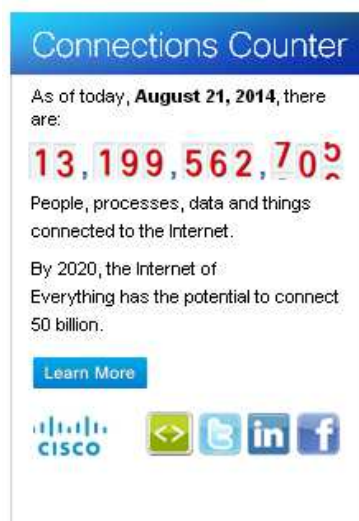 Connections Counter
As of today, August 21, 2014, there
are:
13,199,562,70
People, processes, data and things
connected to the Internet.
By 2020, the Internet of
Everything has the potential to connect
50 billion.
Learn More
CISCO
<> t in f